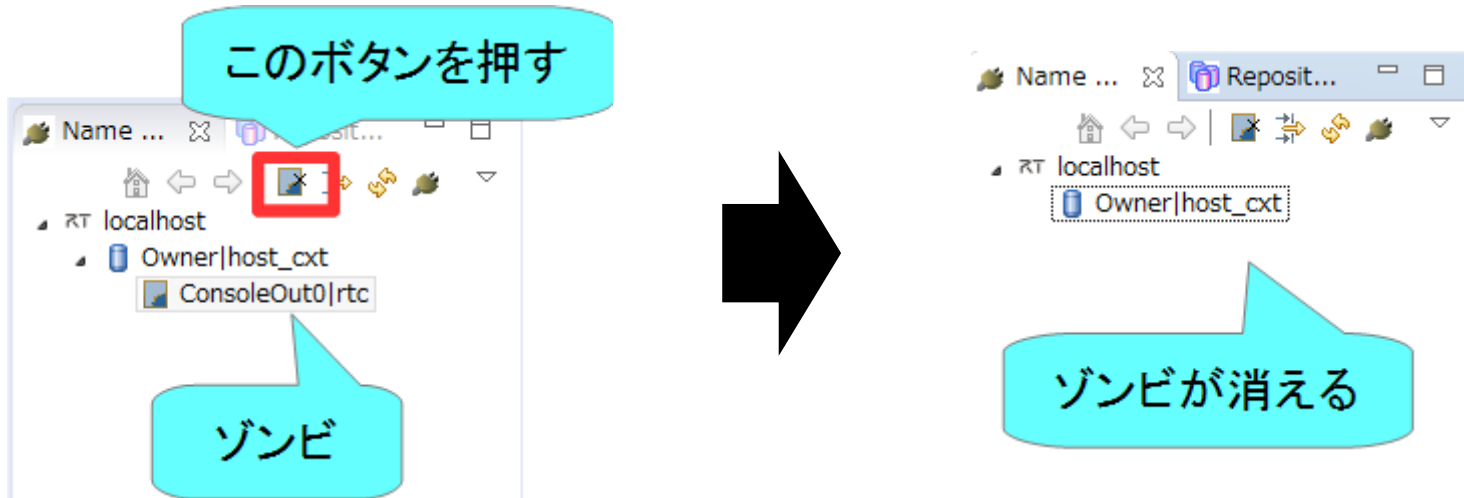 このボタンを押す
Name ...
localhost
Owner|host_cxt
ConsoleOut0|rtc
ゾンビ
Name ...
Reposit...
RT localhost
Owner|host_cxt
ゾンビが消える